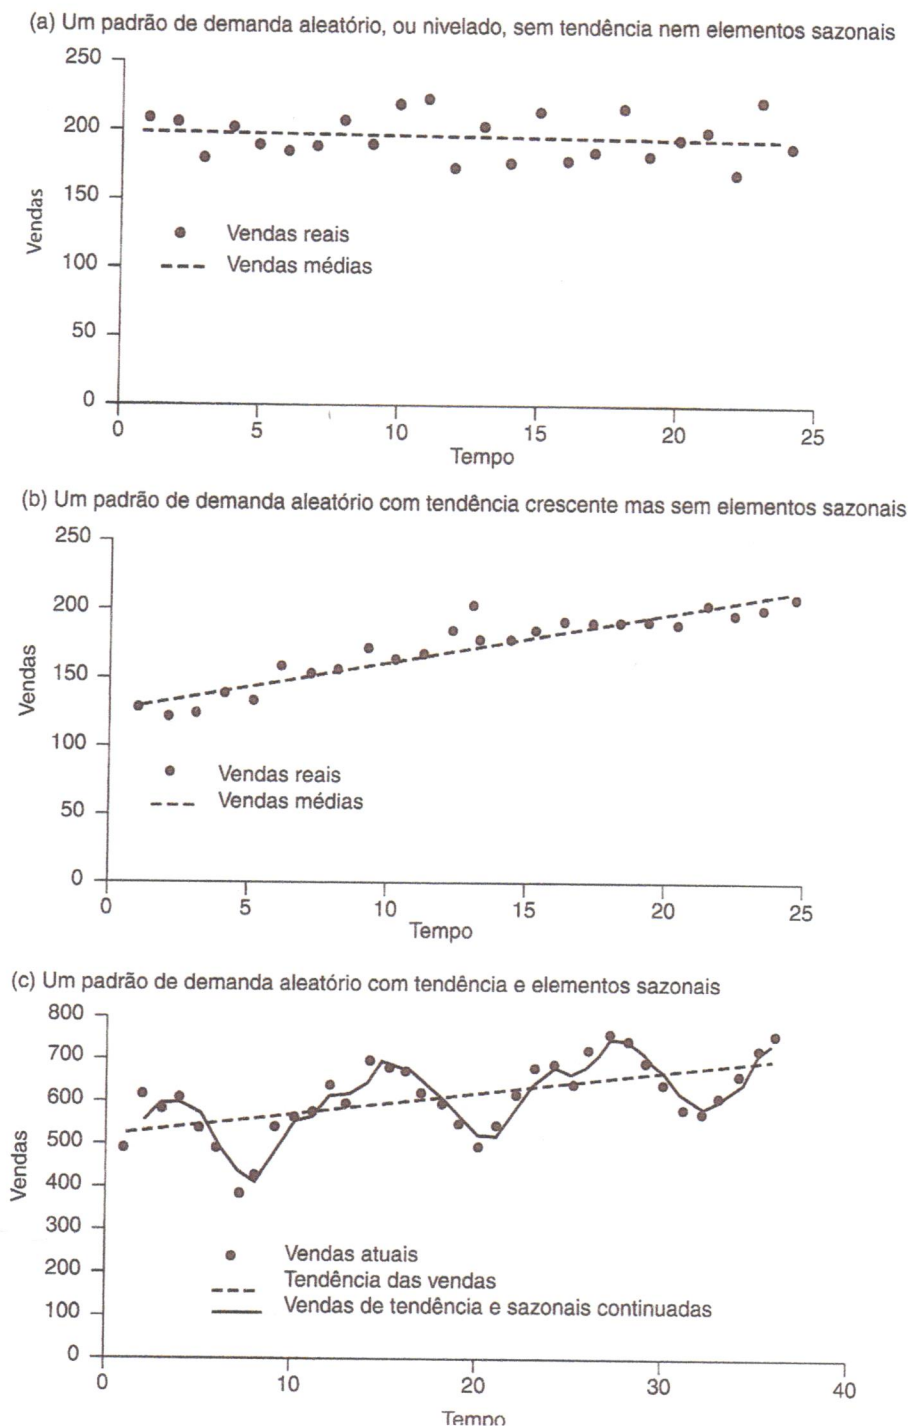 (a) Um padrão de demanda aleatório, ou nivelado, sem tendência nem elementos sazonais
250
200
150
100
50
0
Vendas
Vendas reais
Vendas médias
0 5 10 15 20 25
Tempo
(b) Um padrão de demanda aleatório com tendência crescente mas sem elementos sazonais
250
200
150
100
50
0
Vendas
Vendas reais
Vendas médias
0 5 10 15 20 25
Tempo
(c) Um padrão de demanda aleatório com tendência e elementos sazonais
800
700
600
500
400
300
200
100
0
Vendas
Vendas atuais
Tendência das vendas
Vendas de tendência e sazonais continuadas
0 10 20 30 40
Tempo